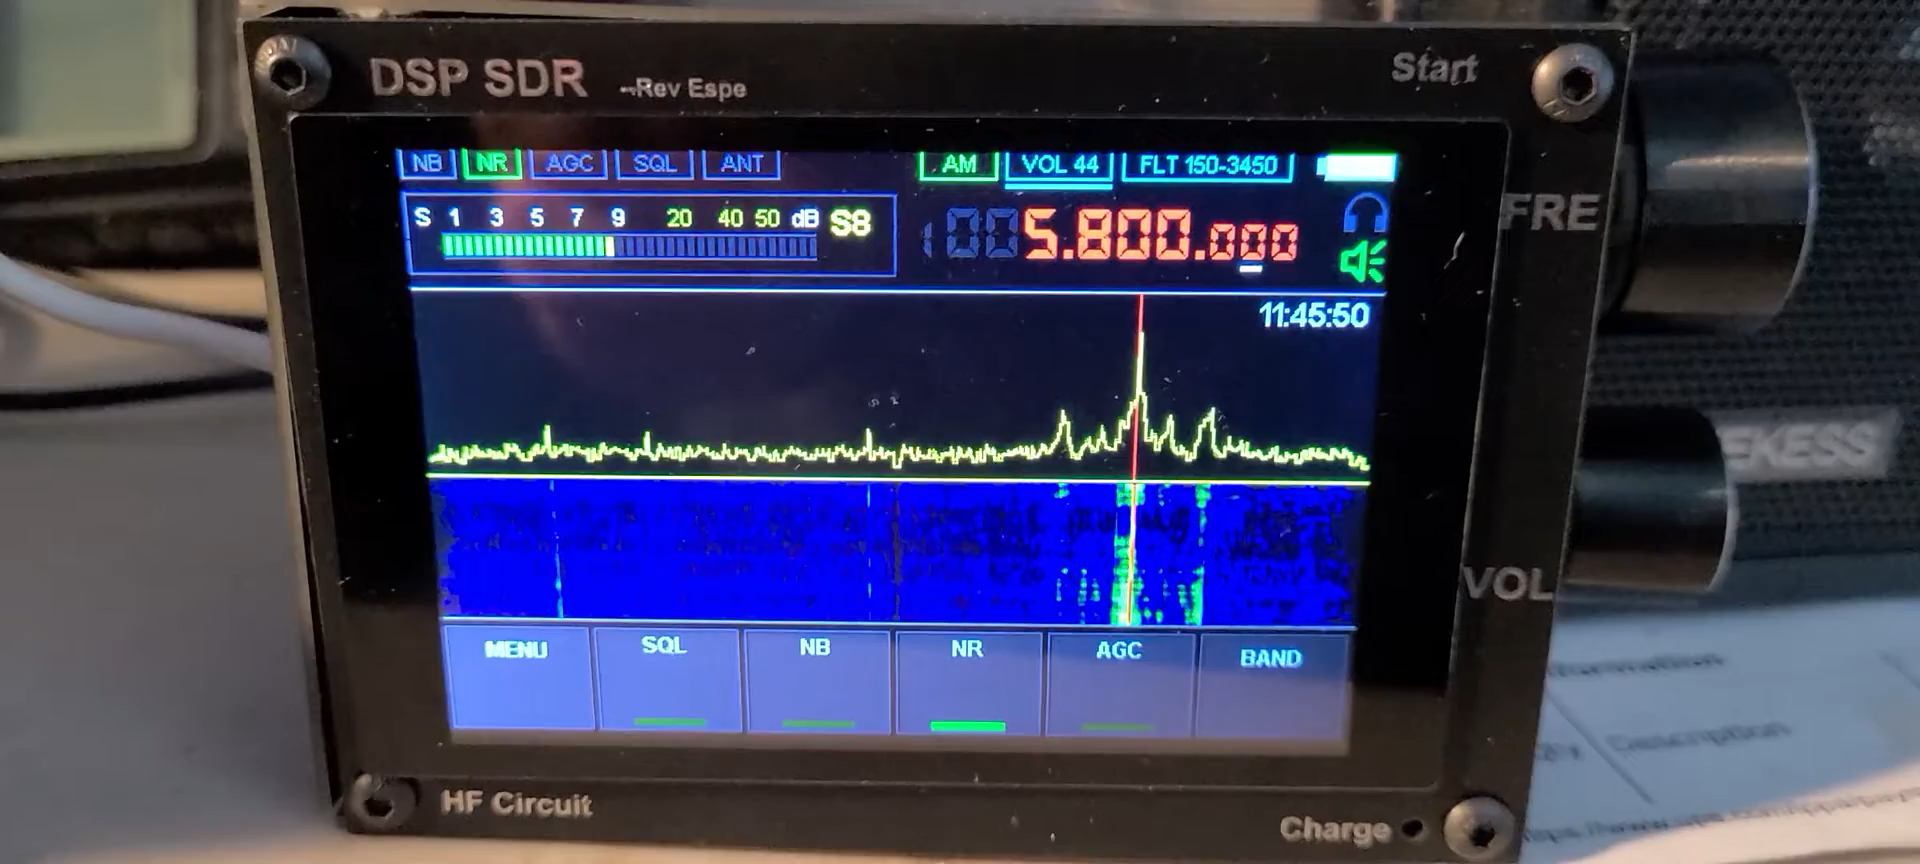 DSP SDR --Rev Espe
Start
NB NR AGC SQL ANT AM VOL 44 FLT 150-3450
S 1 3 5 7 9 20 40 50 dB S8
5.800.000
FRE
11:45:50
EKESS
VOL
MENU SQL NB NR AGC BAND
Description
HF Circuit
Charge